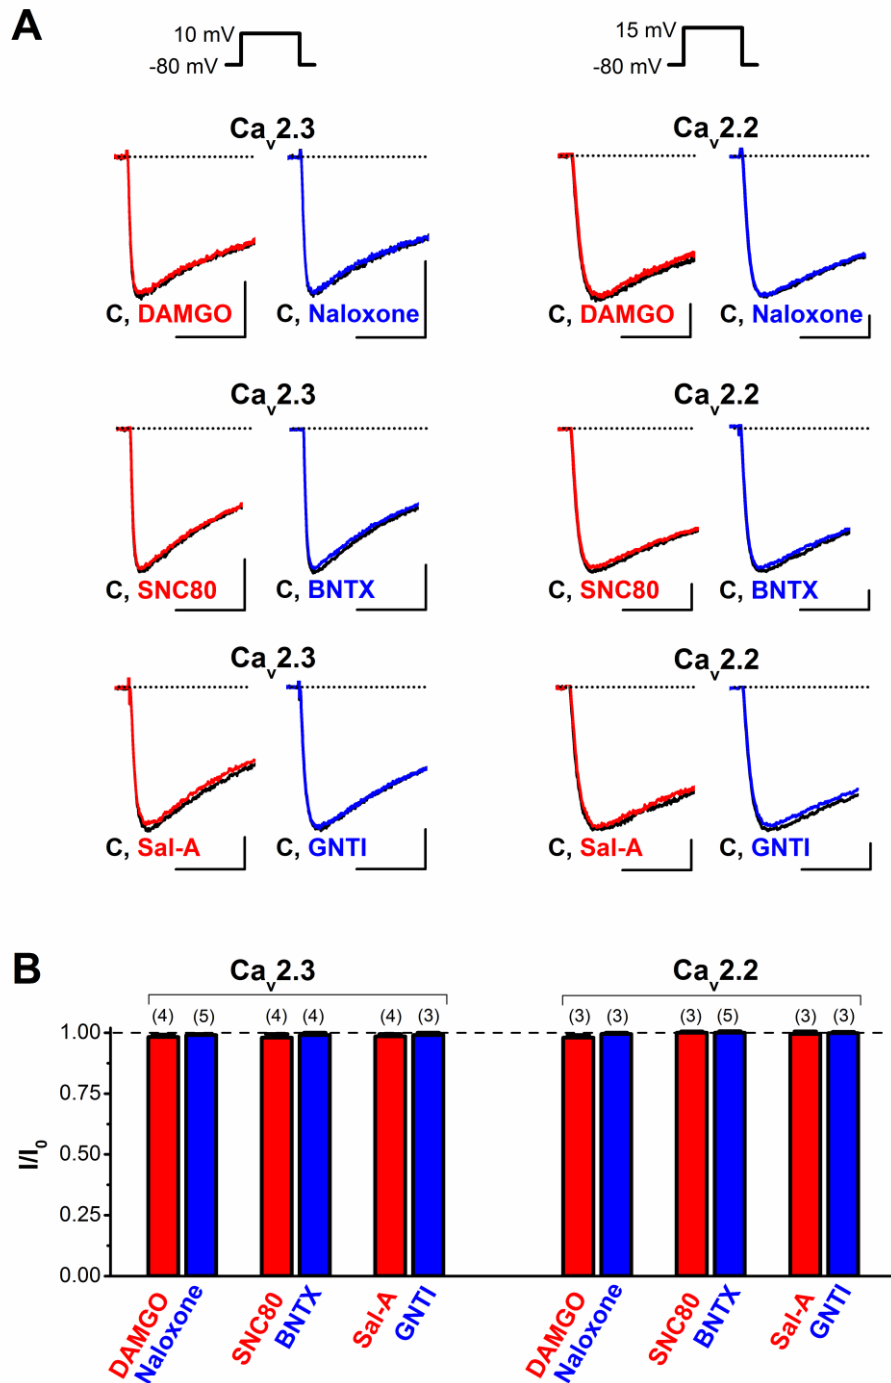 A
10 mV
-80 mV
15 mV
-80 mV
Cav2.3
Cav2.2
C, DAMGO
C, Naloxone
C, DAMGO
C, Naloxone
Cav2.3
Cav2.2
C, SNC80
C, BNTX
C, SNC80
C, BNTX
Cav2.3
Cav2.2
C, Sal-A
C, GNTI
C, Sal-A
C, GNTI
B
Cav2.3
Cav2.2
(4) (5) (4) (4) (4) (3) (3) (3) (3) (5) (3) (3)
1.00
0.75
0.50
0.25
0.00
I/I0
DAMGO
Naloxone
SNC80
BNTX
Sal-A
GNTI
DAMGO
Naloxone
SNC80
BNTX
Sal-A
GNTI